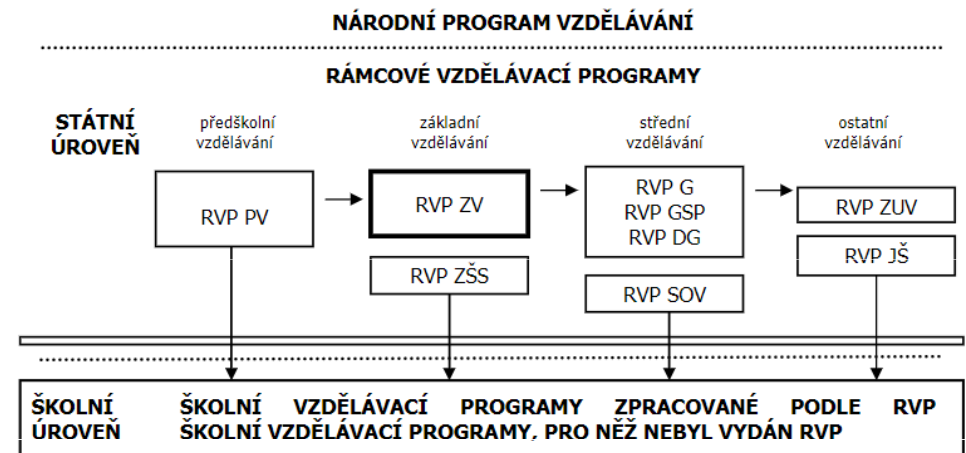 NÁRODNÍ PROGRAM VZDĚLÁVÁNÍ
RÁMCOVÉ VZDĚLÁVACÍ PROGRAMY
STÁTNÍ
ÚROVEŇ
předškolní
vzdělávání
základní
vzdělávání
střední
vzdělávání
ostatní
vzdělávání
RVP PV
RVP ZV
RVP ZŠS
RVP G
RVP GSP
RVP DG
RVP SOV
RVP ZUV
RVP JŠ
ŠKOLNÍ
ÚROVEŇ
ŠKOLNÍ VZDĚLÁVACÍ PROGRAMY ZPRACOVANÉ PODLE RVP
ŠKOLNÍ VZDĚLÁVACÍ PROGRAMY, PRO NĚŽ NEBYL VYDÁN RVP